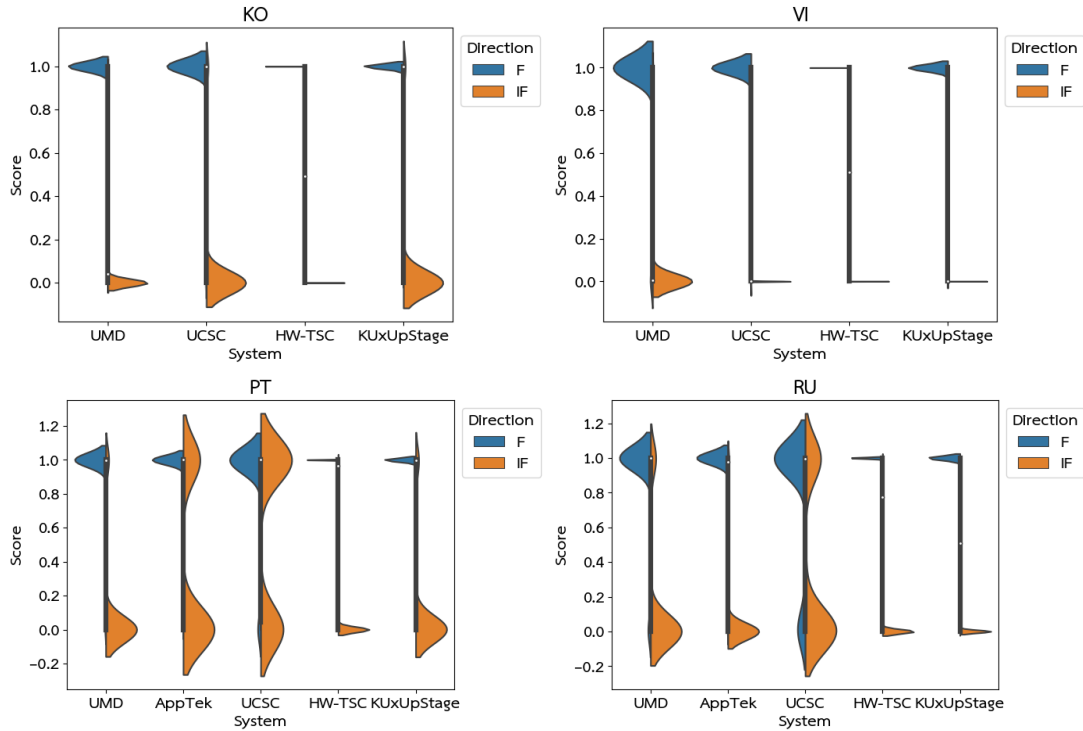 KO
Score
1.0
0.8
0.6
0.4
0.2
0.0
UMD UCSC HW-TSC KUxUpStage
System
Direction
F
IF
VI
Score
1.0
0.8
0.6
0.4
0.2
0.0
UMD UCSC HW-TSC KUxUpStage
System
Direction
F
IF
PT
Score
1.2
1.0
0.8
0.6
0.4
0.2
0.0
−0.2
UMD AppTek UCSC HW-TSC KUxUpStage
System
Direction
F
IF
RU
Score
1.2
1.0
0.8
0.6
0.4
0.2
0.0
−0.2
UMD AppTek UCSC HW-TSC KUxUpStage
System
Direction
F
IF